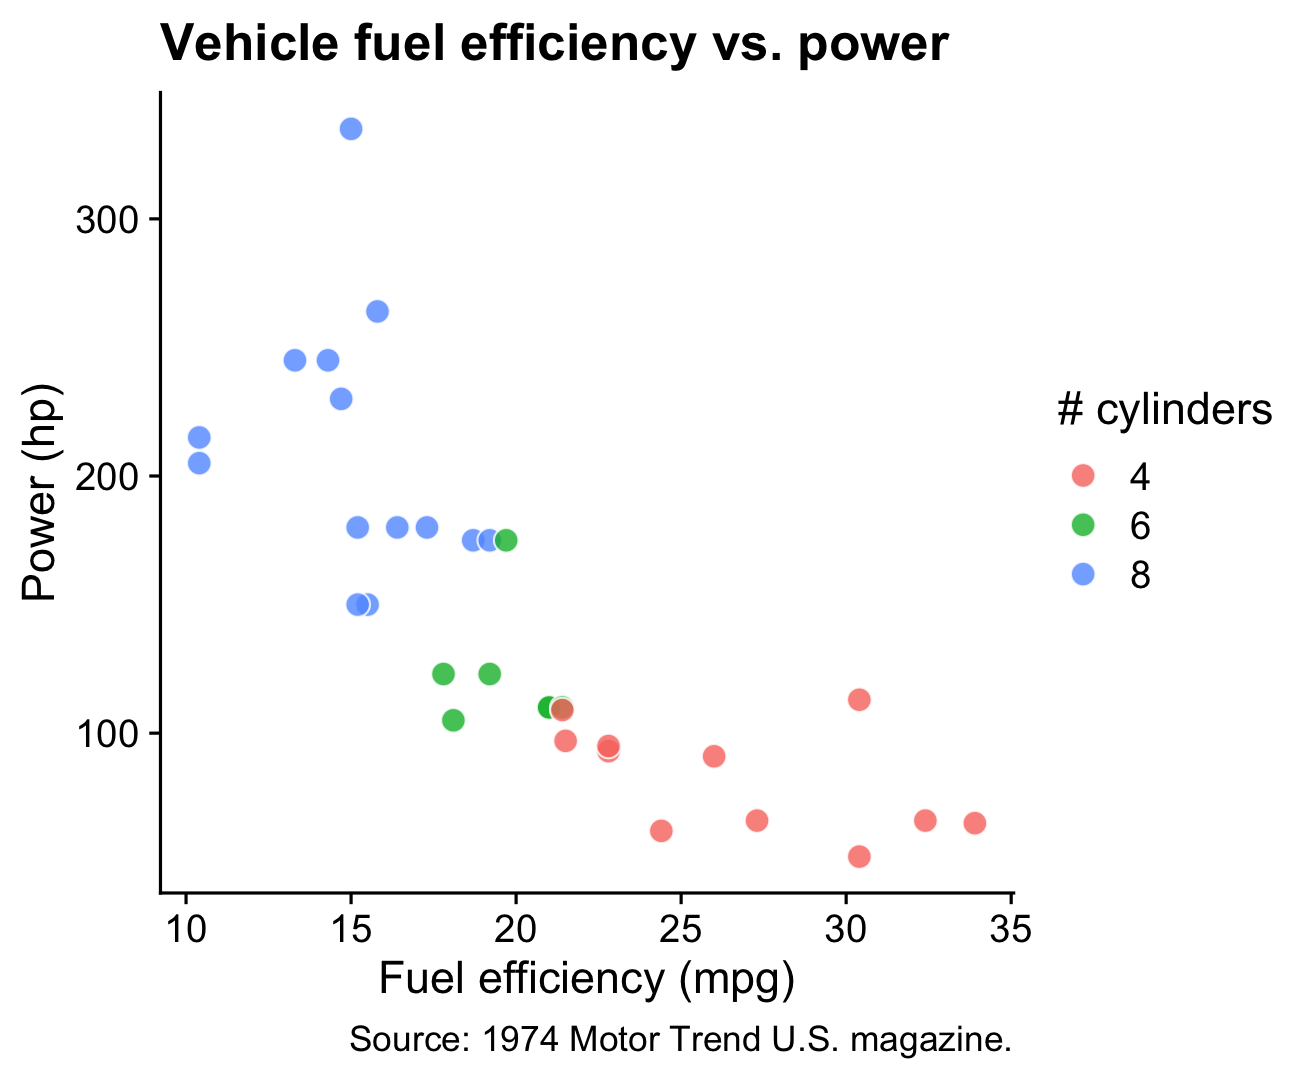 Vehicle fuel efficiency vs. power
300
200
100
Power (hp)
10 15 20 25 30 35
Fuel efficiency (mpg)
# cylinders
4
6
8
Source: 1974 Motor Trend U.S. magazine.